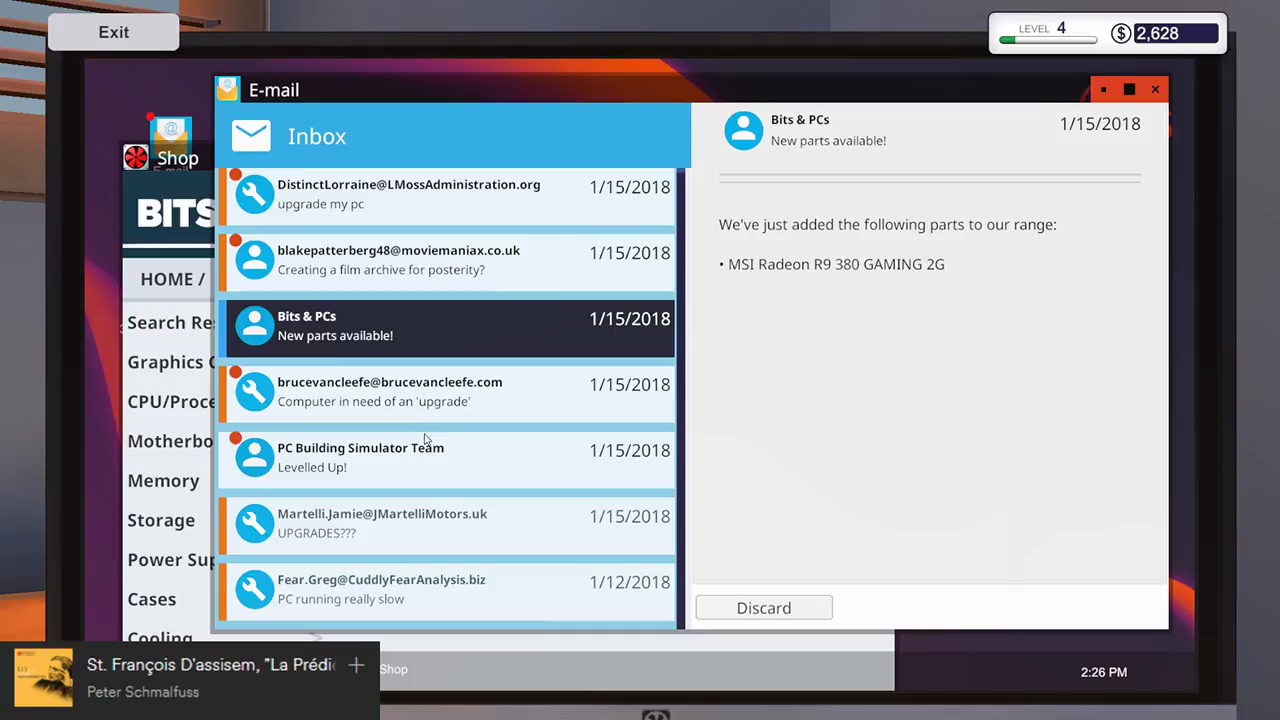 Exit
LEVEL 4
$ 2,628
E-mail
Inbox
Shop
BITS
HOME /
Search Re
Graphics
CPU/Proce
Motherbo
Memory
Storage
Power Sup
Cases
Cooling
DistinctLorraine@LMossAdministration.org
1/15/2018
upgrade my pc
blakepatterberg48@moviemaniax.co.uk
1/15/2018
Creating a film archive for posterity?
Bits & PCs
1/15/2018
New parts available!
brucevancleefe@brucevancleefe.com
1/15/2018
Computer in need of an 'upgrade'
PC Building Simulator Team
1/15/2018
Levelled Up!
Martelli.Jamie@JMartelliMotors.uk
1/15/2018
UPGRADES???
Fear.Greg@CuddlyFearAnalysis.biz
1/12/2018
PC running really slow
Bits & PCs
1/15/2018
New parts available!
We've just added the following parts to our range:
• MSI Radeon R9 380 GAMING 2G
Discard
Shop
2:26 PM
St. François D'assisem, "La Prédi
Peter Schmalfuss